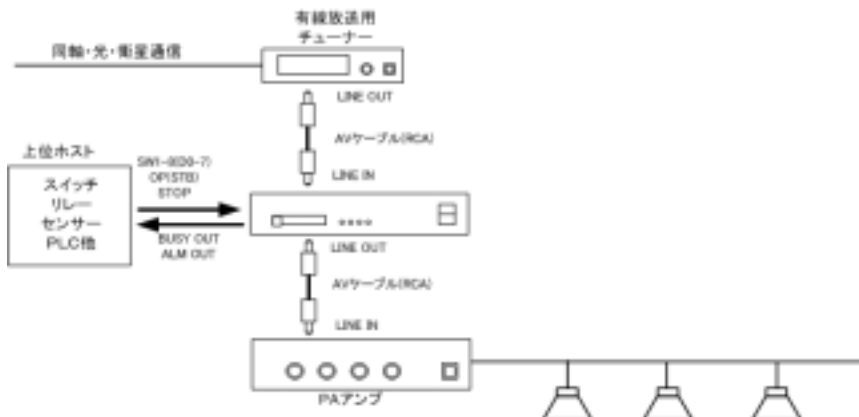 有線放送用
チューナー
同軸・光・衛星通信
LINE OUT
AVケーブル(RCA)
LINE IN
上位ホスト
スイッチ
リレー
センサー
PLC他
SW1-8(D0-7)
OP(STB)
STOP
BUSY OUT
ALM OUT
LINE OUT
AVケーブル(RCA)
LINE IN
PAアンプ